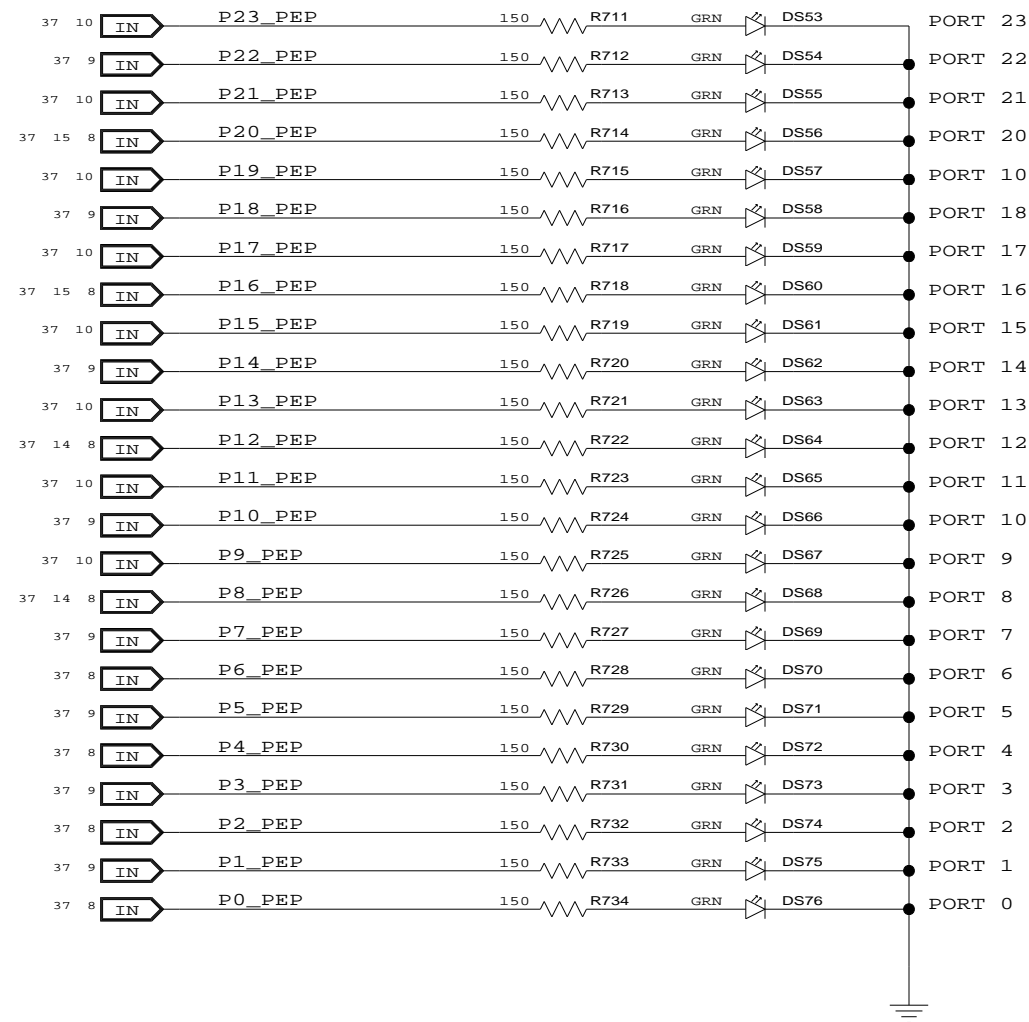 37 10 IN P23_PEP 150 R711 GRN DS53 PORT 23
37 9 IN P22_PEP 150 R712 GRN DS54 PORT 22
37 10 IN P21_PEP 150 R713 GRN DS55 PORT 21
37 15 8 IN P20_PEP 150 R714 GRN DS56 PORT 20
37 10 IN P19_PEP 150 R715 GRN DS57 PORT 10
37 9 IN P18_PEP 150 R716 GRN DS58 PORT 18
37 10 IN P17_PEP 150 R717 GRN DS59 PORT 17
37 15 8 IN P16_PEP 150 R718 GRN DS60 PORT 16
37 10 IN P15_PEP 150 R719 GRN DS61 PORT 15
37 9 IN P14_PEP 150 R720 GRN DS62 PORT 14
37 10 IN P13_PEP 150 R721 GRN DS63 PORT 13
37 14 8 IN P12_PEP 150 R722 GRN DS64 PORT 12
37 10 IN P11_PEP 150 R723 GRN DS65 PORT 11
37 9 IN P10_PEP 150 R724 GRN DS66 PORT 10
37 10 IN P9_PEP 150 R725 GRN DS67 PORT 9
37 14 8 IN P8_PEP 150 R726 GRN DS68 PORT 8
37 9 IN P7_PEP 150 R727 GRN DS69 PORT 7
37 8 IN P6_PEP 150 R728 GRN DS70 PORT 6
37 9 IN P5_PEP 150 R729 GRN DS71 PORT 5
37 8 IN P4_PEP 150 R730 GRN DS72 PORT 4
37 9 IN P3_PEP 150 R731 GRN DS73 PORT 3
37 8 IN P2_PEP 150 R732 GRN DS74 PORT 2
37 9 IN P1_PEP 150 R733 GRN DS75 PORT 1
37 8 IN P0_PEP 150 R734 GRN DS76 PORT 0